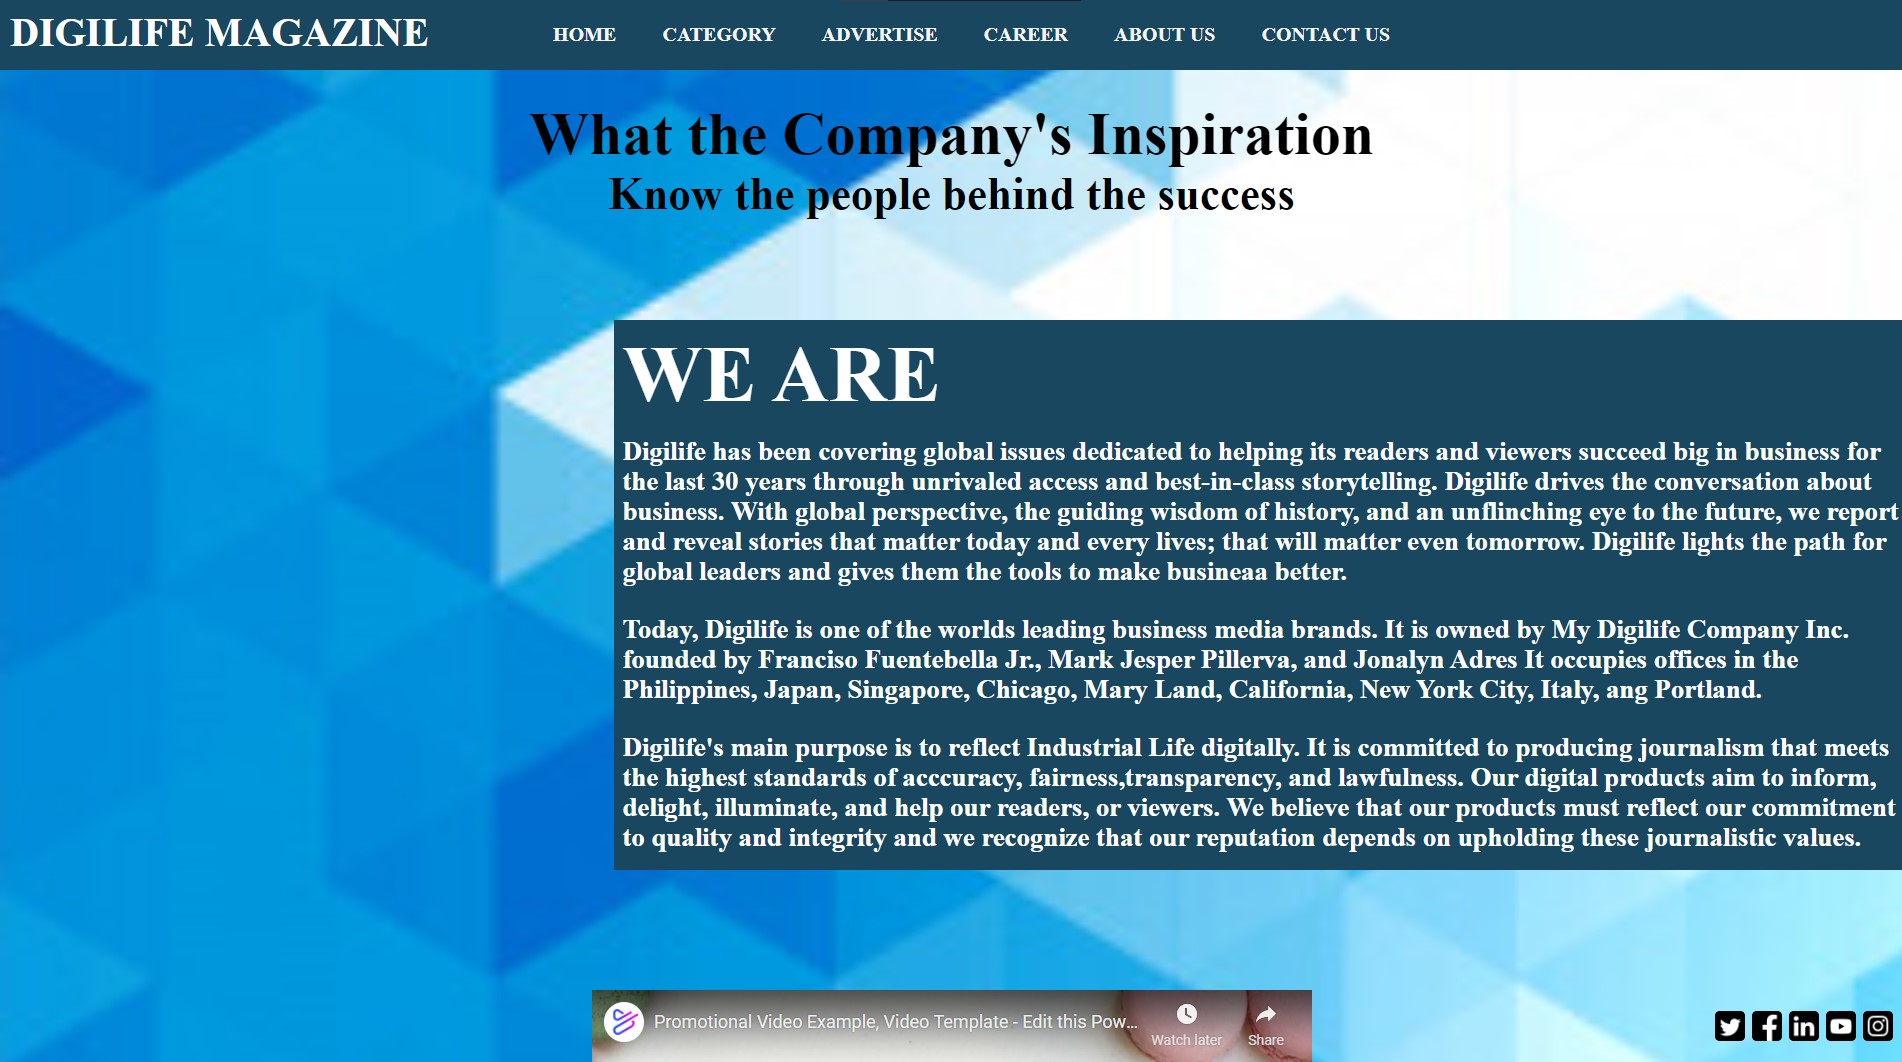 DIGILIFE MAGAZINE
HOME CATEGORY ADVERTISE CAREER ABOUT US CONTACT US
What the Company's Inspiration
Know the people behind the success
WE ARE
Digilife has been covering global issues dedicated to helping its readers and viewers succeed big in business for
the last 30 years through unrivaled access and best-in-class storytelling. Digilife drives the conversation about
business. With global perspective, the guiding wisdom of history, and an unflinching eye to the future, we report
and reveal stories that matter today and every lives; that will matter even tomorrow. Digilife lights the path for
global leaders and gives them the tools to make busineaa better.
Today, Digilife is one of the worlds leading business media brands. It is owned by My Digilife Company Inc.
founded by Franciso Fuentebella Jr., Mark Jesper Pillerva, and Jonalyn Adres It occupies offices in the
Philippines, Japan, Singapore, Chicago, Mary Land, California, New York City, Italy, ang Portland.
Digilife's main purpose is to reflect Industrial Life digitally. It is committed to producing journalism that meets
the highest standards of acccuracy, fairness,transparency, and lawfulness. Our digital products aim to inform,
delight, illuminate, and help our readers, or viewers. We believe that our products must reflect our commitment
to quality and integrity and we recognize that our reputation depends on upholding these journalistic values.
Promotional Video Example, Video Template - Edit this Pow...
Watch later Share